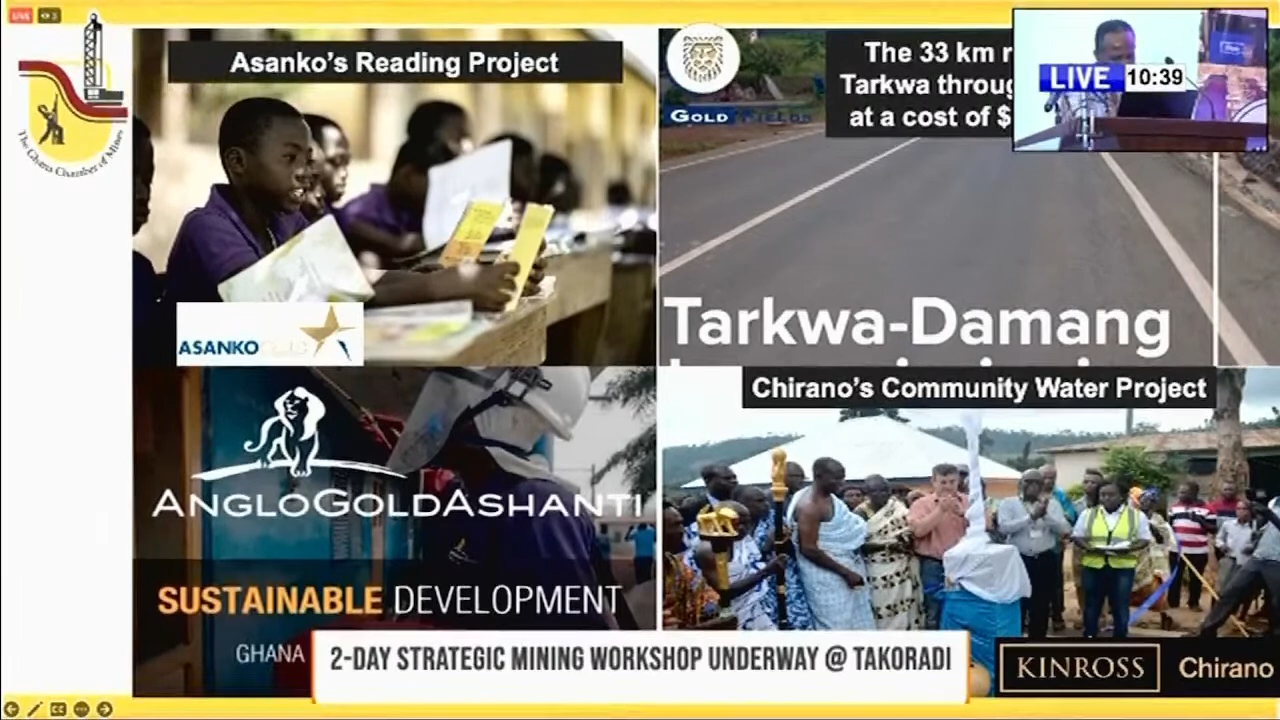 LIVE
3
The Ghana Chamber of Mines
Asanko's Reading Project
ASANKO
GOLD FIELDS
The 33 km r
Tarkwa throug
at a cost of $
LIVE 10:39
Tarkwa-Damang
ANGLOGOLDASHANTI
SUSTAINABLE DEVELOPMENT
GHANA
Chirano's Community Water Project
KINROSS Chirano
2-DAY STRATEGIC MINING WORKSHOP UNDERWAY @ TAKORADI
CC